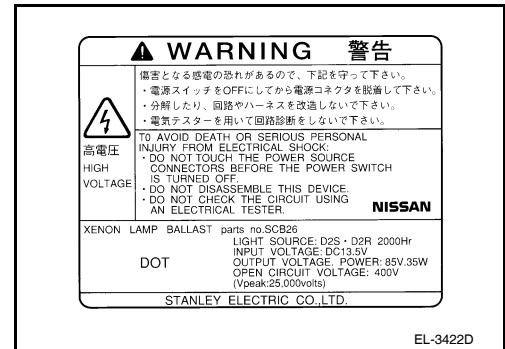 WARNING 警告
傷害となる感電の恐れがあるので、下記を守って下さい。
・電源スイッチをOFFにしてから電源コネクタを脱着して下さい。
・分解したり、回路やハーネスを改造しないで下さい。
・電気テスターを用いて回路診断をしないで下さい。
高電圧
HIGH
VOLTAGE
TO AVOID DEATH OR SERIOUS PERSONAL
INJURY FROM ELECTRICAL SHOCK:
・DO NOT TOUCH THE POWER SOURCE
CONNECTORS BEFORE THE POWER SWITCH
IS TURNED OFF.
・DO NOT DISASSEMBLE THIS DEVICE.
・DO NOT CHECK THE CIRCUIT USING
AN ELECTRICAL TESTER.
NISSAN
XENON LAMP BALLAST parts no.SCB26
LIGHT SOURCE: D2S・D2R 2000Hr
INPUT VOLTAGE: DC13.5V
DOT
OUTPUT VOLTAGE. POWER: 85V.35W
OPEN CIRCUIT VOLTAGE: 400V
(Vpeak:25,000volts)
STANLEY ELECTRIC CO.,LTD.
EL-3422D